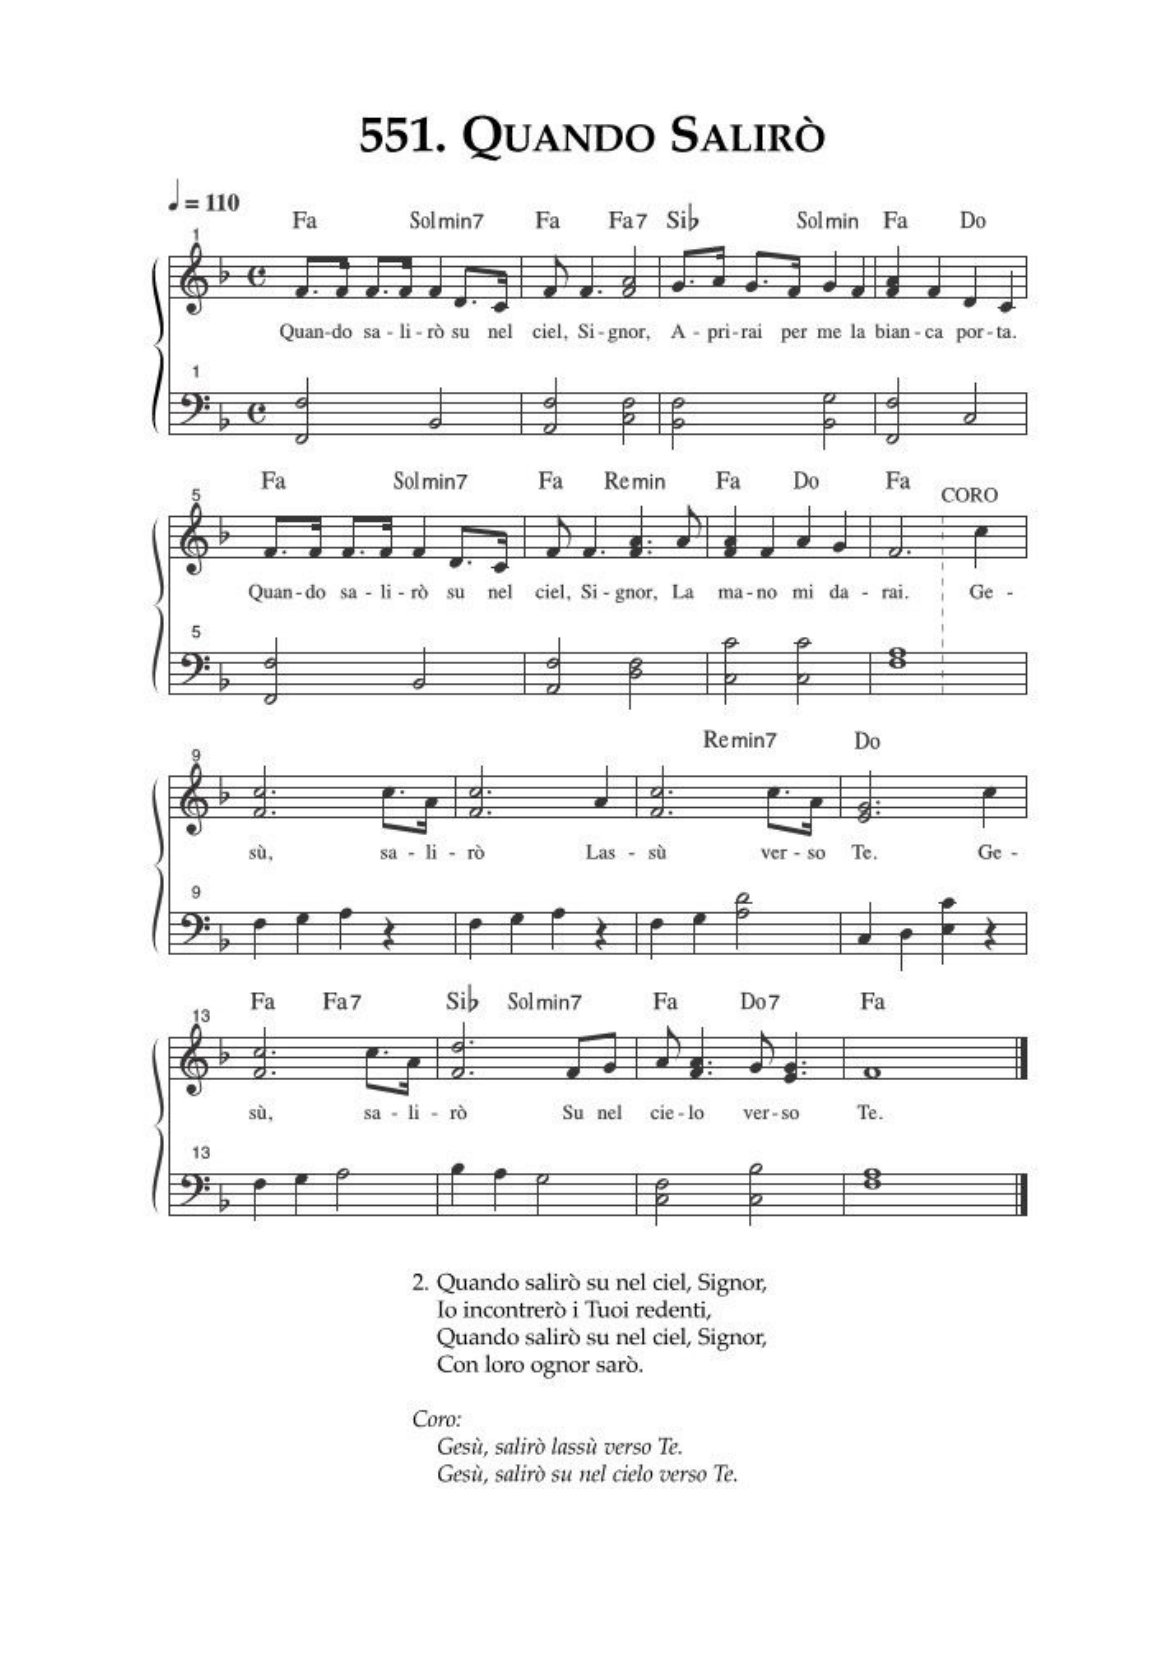 551. QUANDO SALIRÒ
♩ = 110
Fa Solmin7 Fa Fa7 Si♭ Solmin Fa Do
1
Quan-do sa - li - rò su nel ciel, Si - gnor, A - pri - rai per me la bian - ca por - ta.
1
Fa Solmin7 Fa Remin Fa Do Fa CORO
5
Quan - do sa - li - rò su nel ciel, Si - gnor, La ma - no mi da - rai. Ge -
5
Remin7 Do
9
sù, sa - li - rò Las - sù ver - so Te. Ge -
9
Fa Fa7 Si♭ Solmin7 Fa Do7 Fa
13
sù, sa - li - rò Su nel cie - lo ver - so Te.
13
2. Quando salirò su nel ciel, Signor,
Io incontrerò i Tuoi redenti,
Quando salirò su nel ciel, Signor,
Con loro ognor sarò.
Coro:
Gesù, salirò lassù verso Te.
Gesù, salirò su nel cielo verso Te.